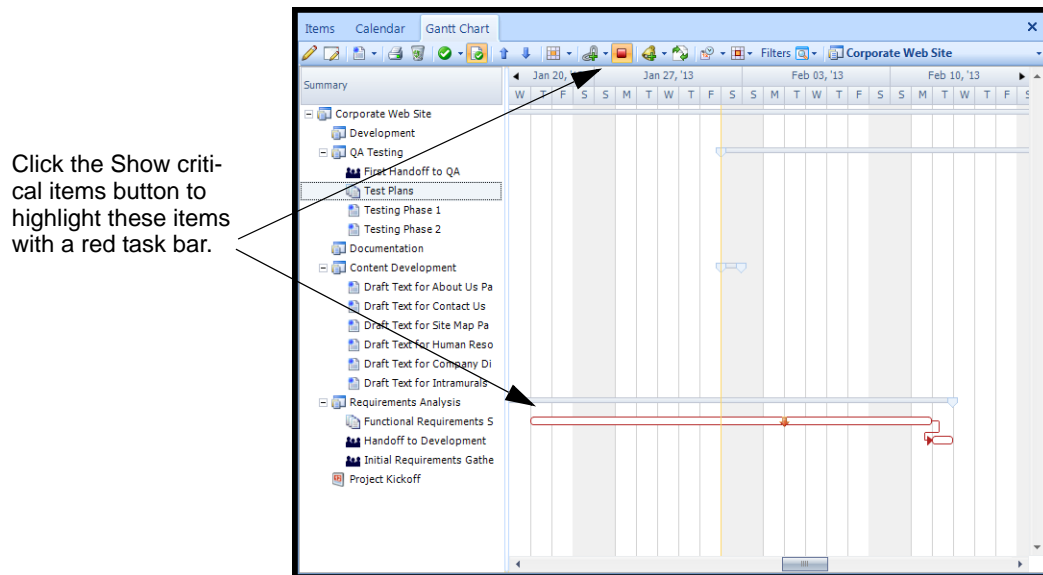 Items Calendar Gantt Chart
Filters Corporate Web Site
Summary
Jan 20, ' Jan 27, '13 Feb 03, '13 Feb 10, '13
W T F S S M T W T F S S M T W T F S S M T W T F S
Corporate Web Site
Development
QA Testing
First Handoff to QA
Test Plans
Testing Phase 1
Testing Phase 2
Documentation
Content Development
Draft Text for About Us Pa
Draft Text for Contact Us
Draft Text for Site Map Pa
Draft Text for Human Reso
Draft Text for Company Di
Draft Text for Intramurals
Requirements Analysis
Functional Requirements S
Handoff to Development
Initial Requirements Gathe
Project Kickoff
Click the Show criti-
cal items button to
highlight these items
with a red task bar.